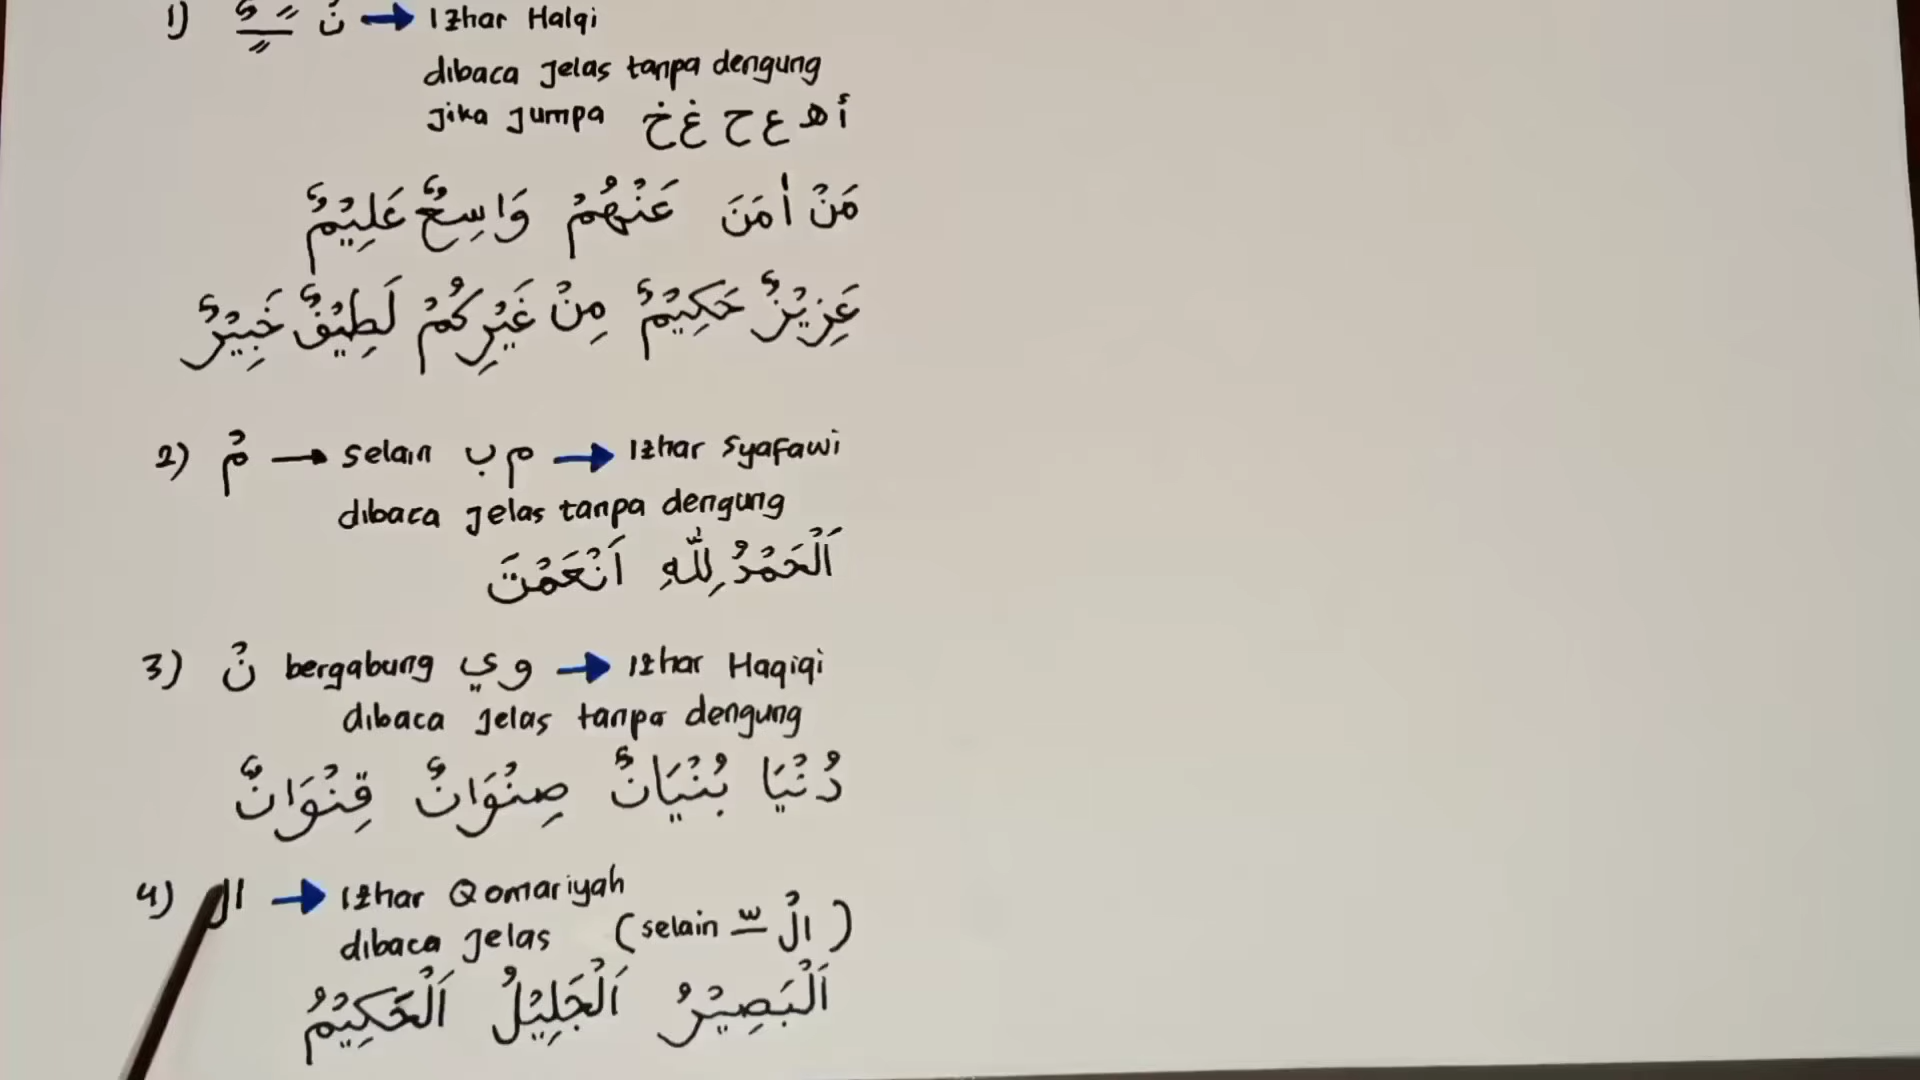 1) نْ ـًـٍـٌ → Izhar Halqi
dibaca jelas tanpa dengung
jika jumpa أ ه ع ح غ خ
مَنْ اٰمَنَ عَنْهُمْ وَاسِعٌ عَلِيْمٌ
عَزِيْزٌ حَكِيْمٌ مِنْ غَيْرِكُمْ لَطِيْفٌ خَبِيْرٌ
2) مْ → selain م ب → Izhar Syafawi
dibaca jelas tanpa dengung
اَلْحَمْدُ لِلّٰهِ اَنْعَمْتَ
3) نْ bergabung و ي → Izhar Haqiqi
dibaca jelas tanpa dengung
دُنْيَا بُنْيَانٌ صِنْوَانٌ قِنْوَانٌ
4) ال → Izhar Qomariyah
dibaca jelas (selain الْ ـّ)
اَلْبَصِيْرُ اَلْجَلِيْلُ اَلْحَكِيْمُ